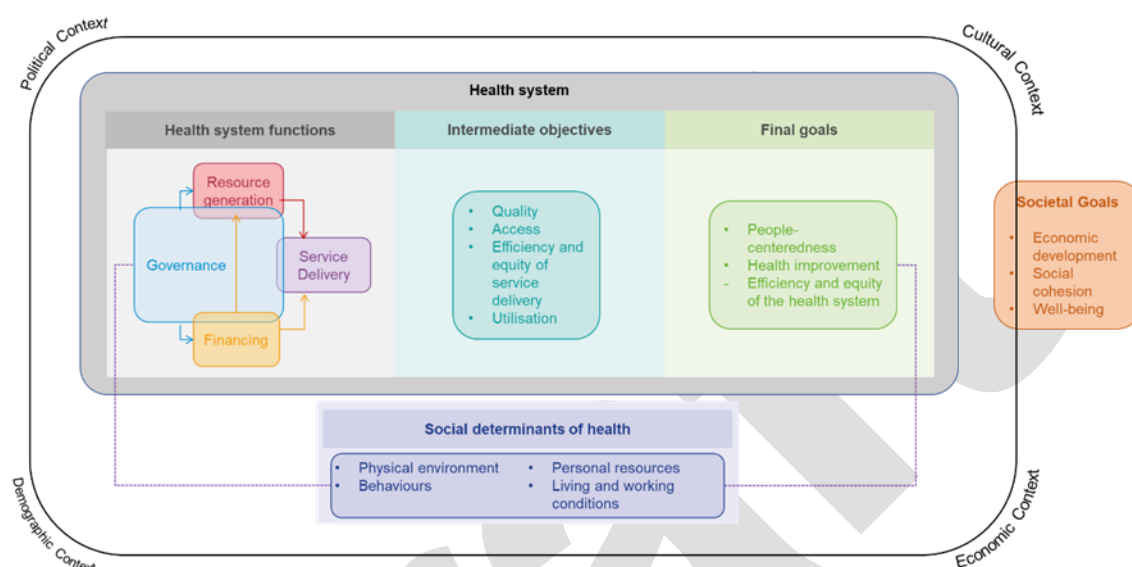 Political Context
Cultural Context
Health system
Health system functions
Intermediate objectives
Final goals
Resource
generation
Governance
Service
Delivery
Financing
• Quality
• Access
• Efficiency and
equity of
service
delivery
• Utilisation
• People-
centeredness
• Health improvement
- Efficiency and equity
of the health system
Societal Goals
• Economic
development
• Social
cohesion
• Well-being
Social determinants of health
• Physical environment
• Behaviours
• Personal resources
• Living and working
conditions
Demographic Context
Economic Context